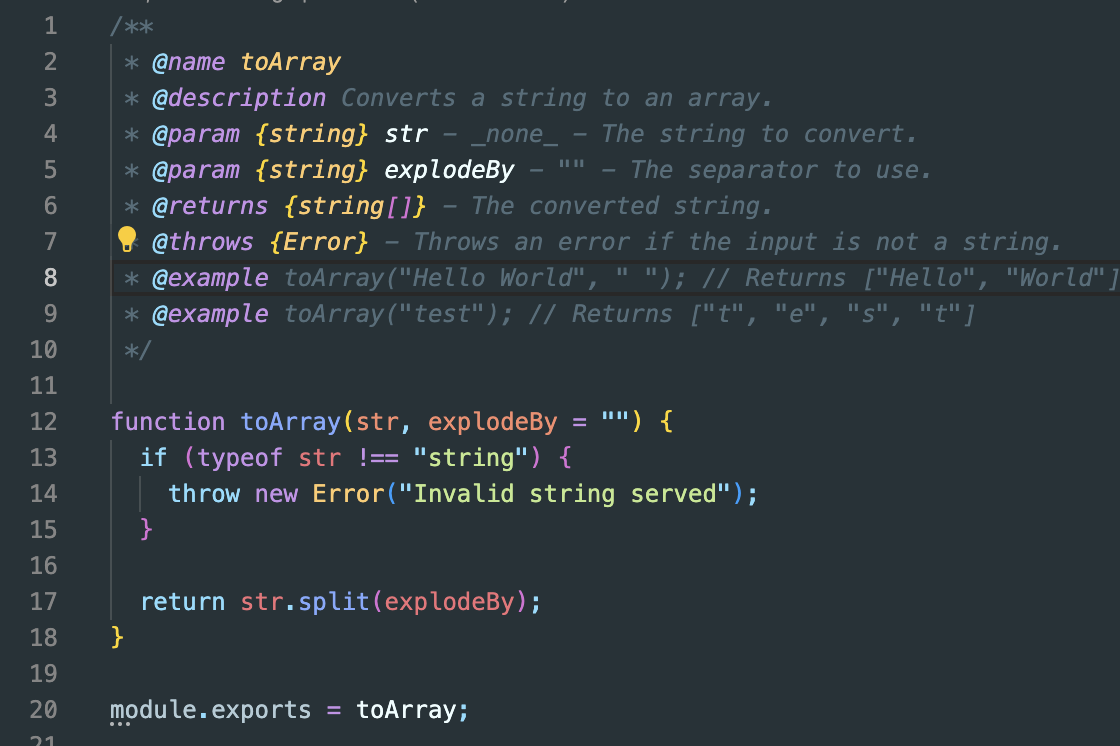 1 /**
2 * @name toArray
3 * @description Converts a string to an array.
4 * @param {string} str - _none_ - The string to convert.
5 * @param {string} explodeBy - "" - The separator to use.
6 * @returns {string[]} - The converted string.
7 * @throws {Error} - Throws an error if the input is not a string.
8 * @example toArray("Hello World", " "); // Returns ["Hello", "World"]
9 * @example toArray("test"); // Returns ["t", "e", "s", "t"]
10 */
11
12 function toArray(str, explodeBy = "") {
13 if (typeof str !== "string") {
14 throw new Error("Invalid string served");
15 }
16
17 return str.split(explodeBy);
18 }
19
20 module.exports = toArray;
21